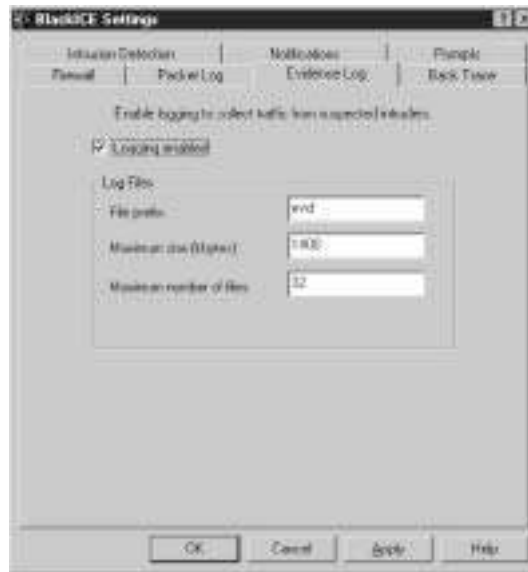 BlackICE Settings
Intrusion Detection Notifications Prompts
Firewall Packet Log Evidence Log Back Trace
Enable logging to collect traffic from suspected intruders.
Logging enabled
Log Files
File prefix evd
Maximum size (kbytes) 1400
Maximum number of files 32
OK Cancel Apply Help